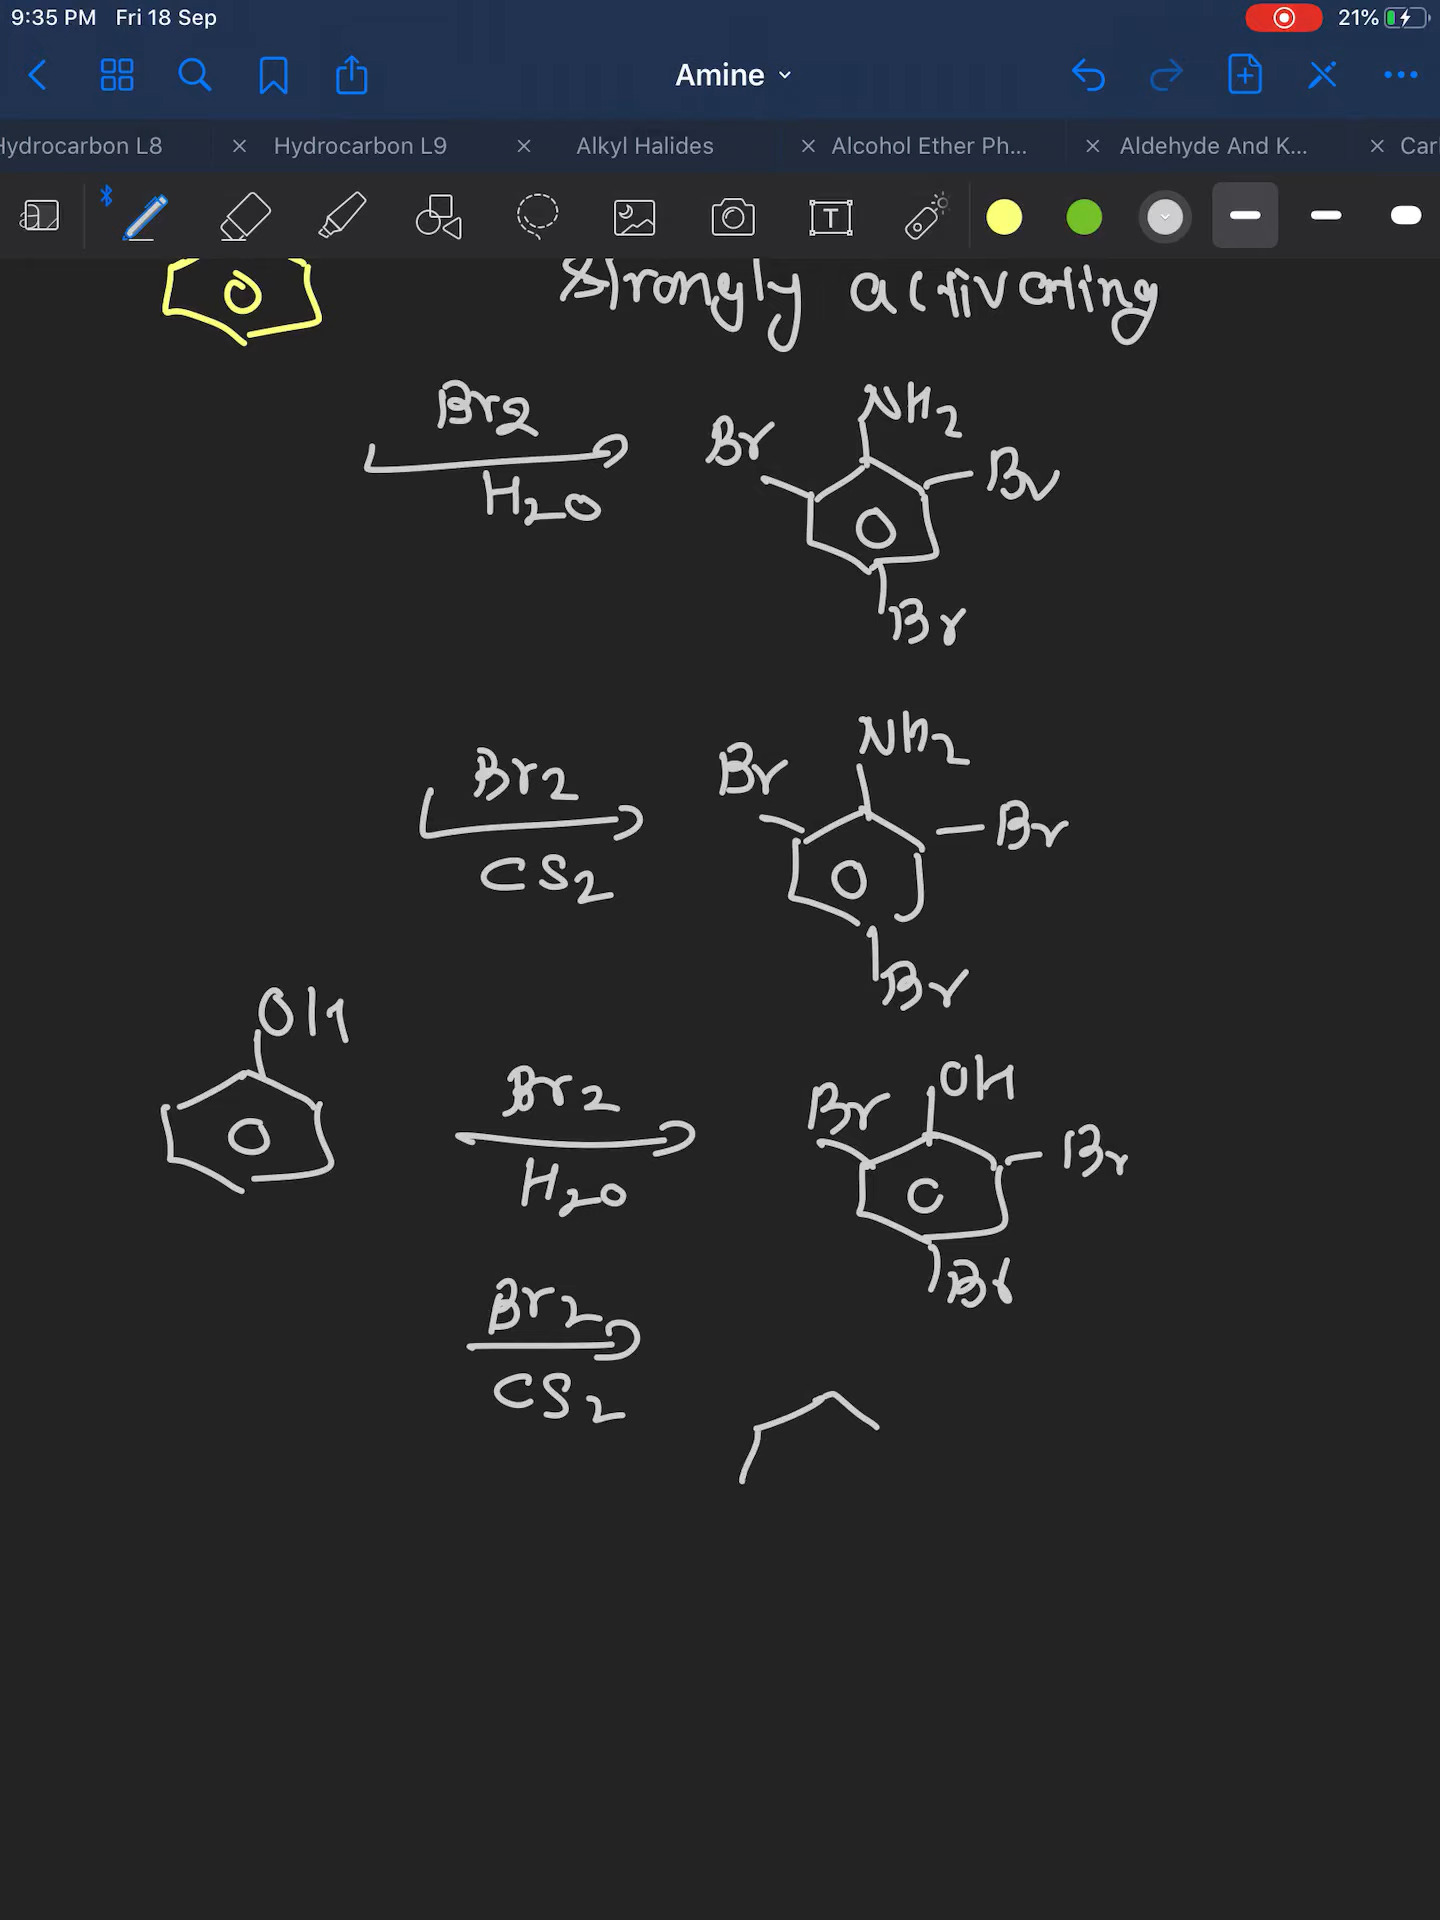 9:35 PM Fri 18 Sep 21%
Amine
Hydrocarbon L8 Hydrocarbon L9 Alkyl Halides Alcohol Ether Ph... Aldehyde And K... Car
T
strongly activating
O
Br2
H2O
NH2
Br Br
O
Br
Br2
CS2
NH2
Br Br
O
Br
OH
O
Br2
H2O
OH
Br Br
C
Br
Br2
CS2